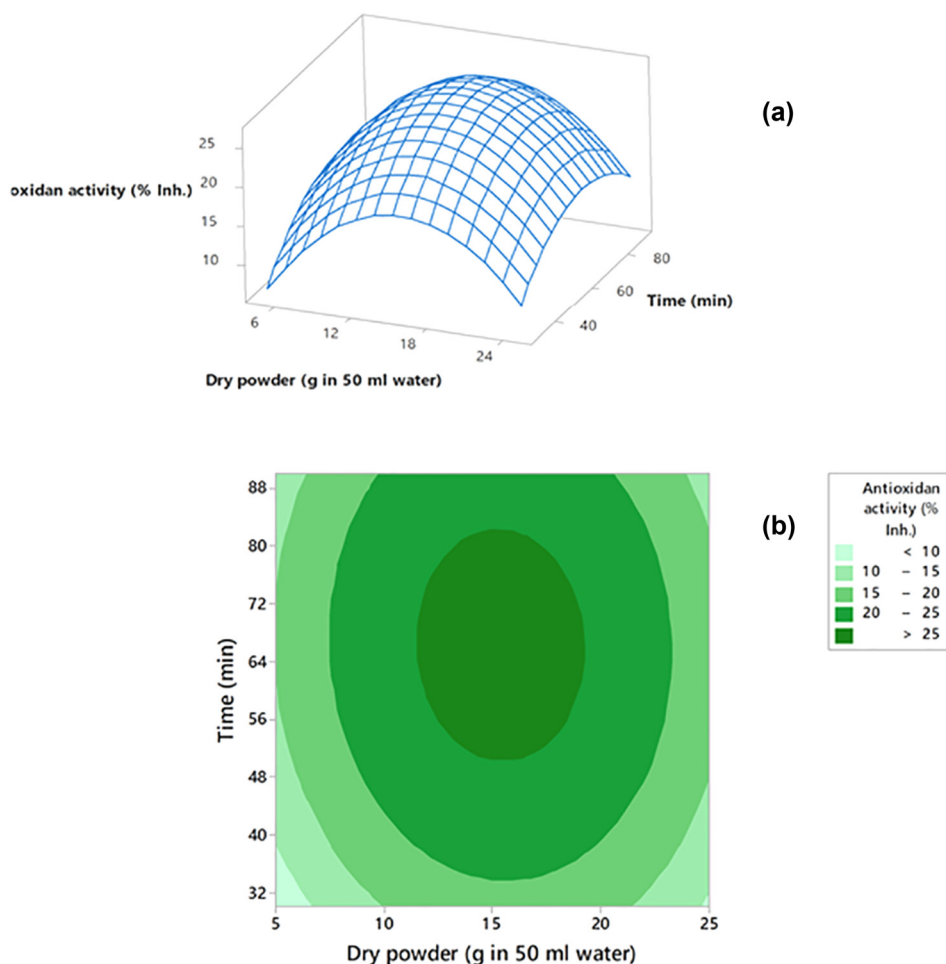 (a)
25
20
15
10
oxidan activity (% Inh.)
6
12
18
24
Dry powder (g in 50 ml water)
40
60
80
Time (min)
(b)
88
80
72
64
56
48
40
32
Time (min)
5
10
15
20
25
Dry powder (g in 50 ml water)
Antioxidan
activity (%
Inh.)
< 10
10 – 15
15 – 20
20 – 25
> 25